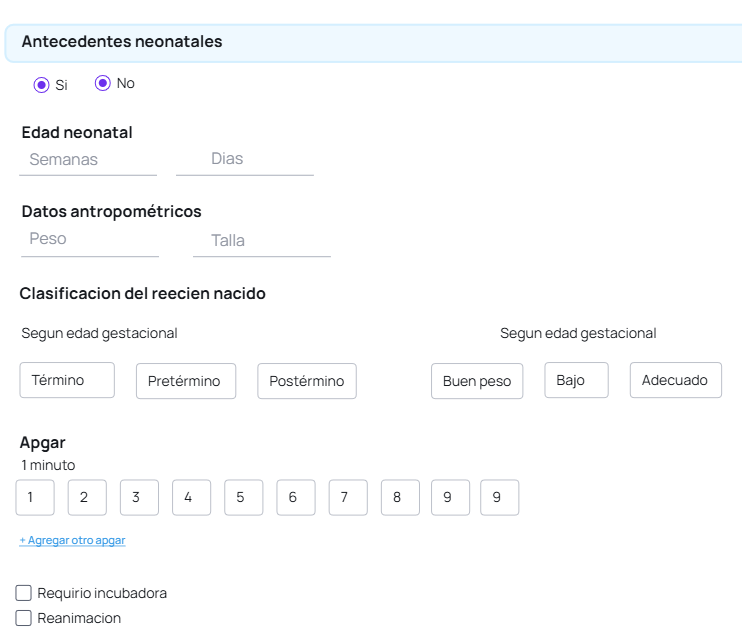 Antecedentes neonatales
Si No
Edad neonatal
Semanas Dias
Datos antropométricos
Peso Talla
Clasificacion del reecien nacido
Segun edad gestacional Segun edad gestacional
Término Pretérmino Postérmino Buen peso Bajo Adecuado
Apgar
1 minuto
1 2 3 4 5 6 7 8 9 9
+ Agregar otro apgar
Requirio incubadora
Reanimacion